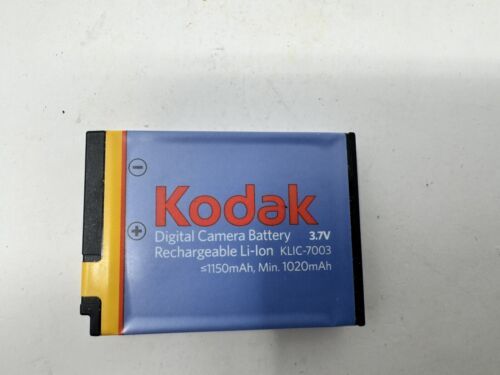 Kodak
Digital Camera Battery 3.7V
Rechargeable Li-Ion KLIC-7003
≤1150mAh, Min. 1020mAh